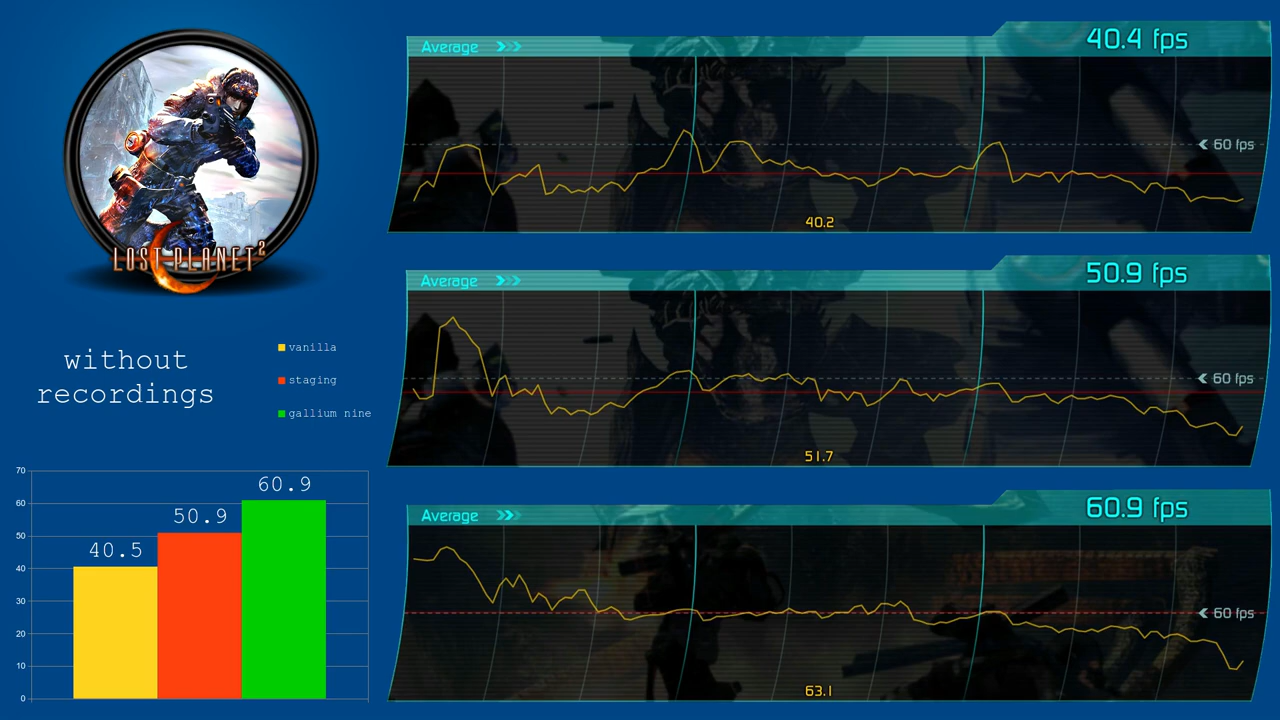 LOST PLANET 2
without
recordings
vanilla
staging
gallium nine
70
60
50
40
30
20
10
0
40.5
50.9
60.9
Average
40.4 fps
60 fps
40.2
Average
50.9 fps
60 fps
51.7
Average
60.9 fps
60 fps
63.1